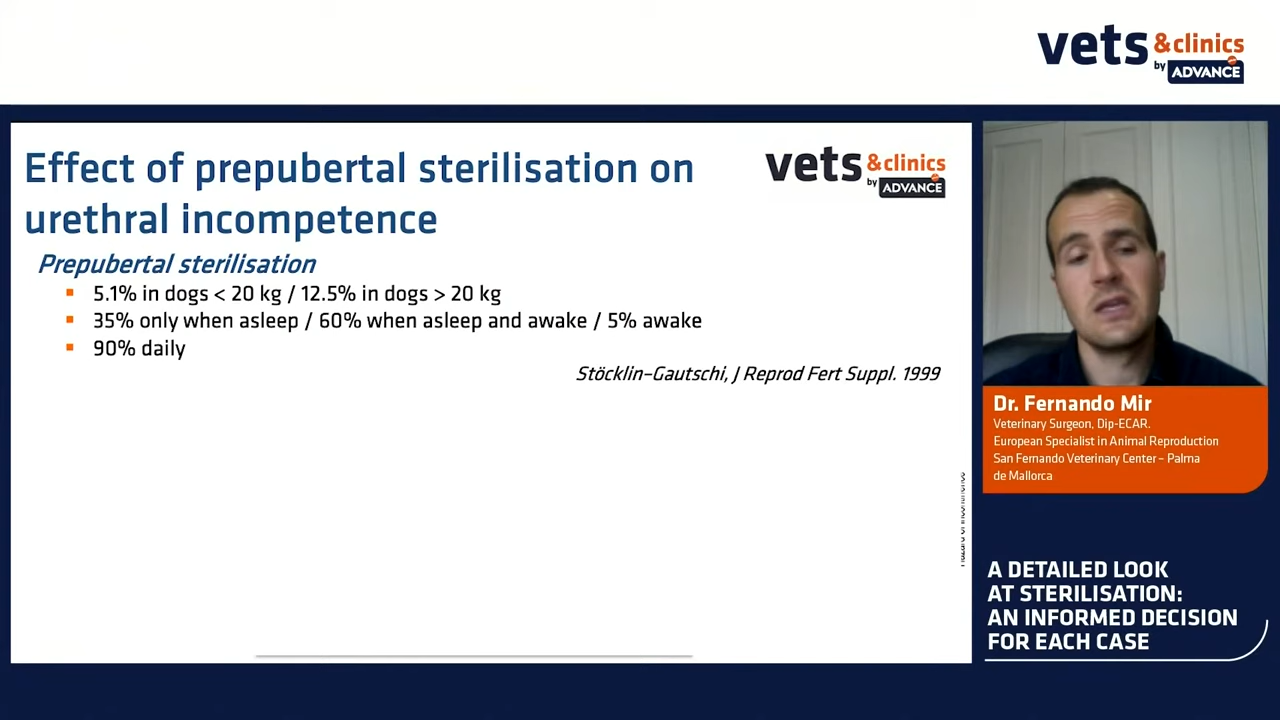 vets &clinics
by ADVANCE
Effect of prepubertal sterilisation on
urethral incompetence
vets &clinics
by ADVANCE
Prepubertal sterilisation
5.1% in dogs < 20 kg / 12.5% in dogs > 20 kg
35% only when asleep / 60% when asleep and awake / 5% awake
90% daily
Stöcklin-Gautschi, J Reprod Fert Suppl. 1999
Dr. Fernando Mir
Veterinary Surgeon, Dip-ECAR.
European Specialist in Animal Reproduction
San Fernando Veterinary Center – Palma
de Mallorca
A DETAILED LOOK
AT STERILISATION:
AN INFORMED DECISION
FOR EACH CASE